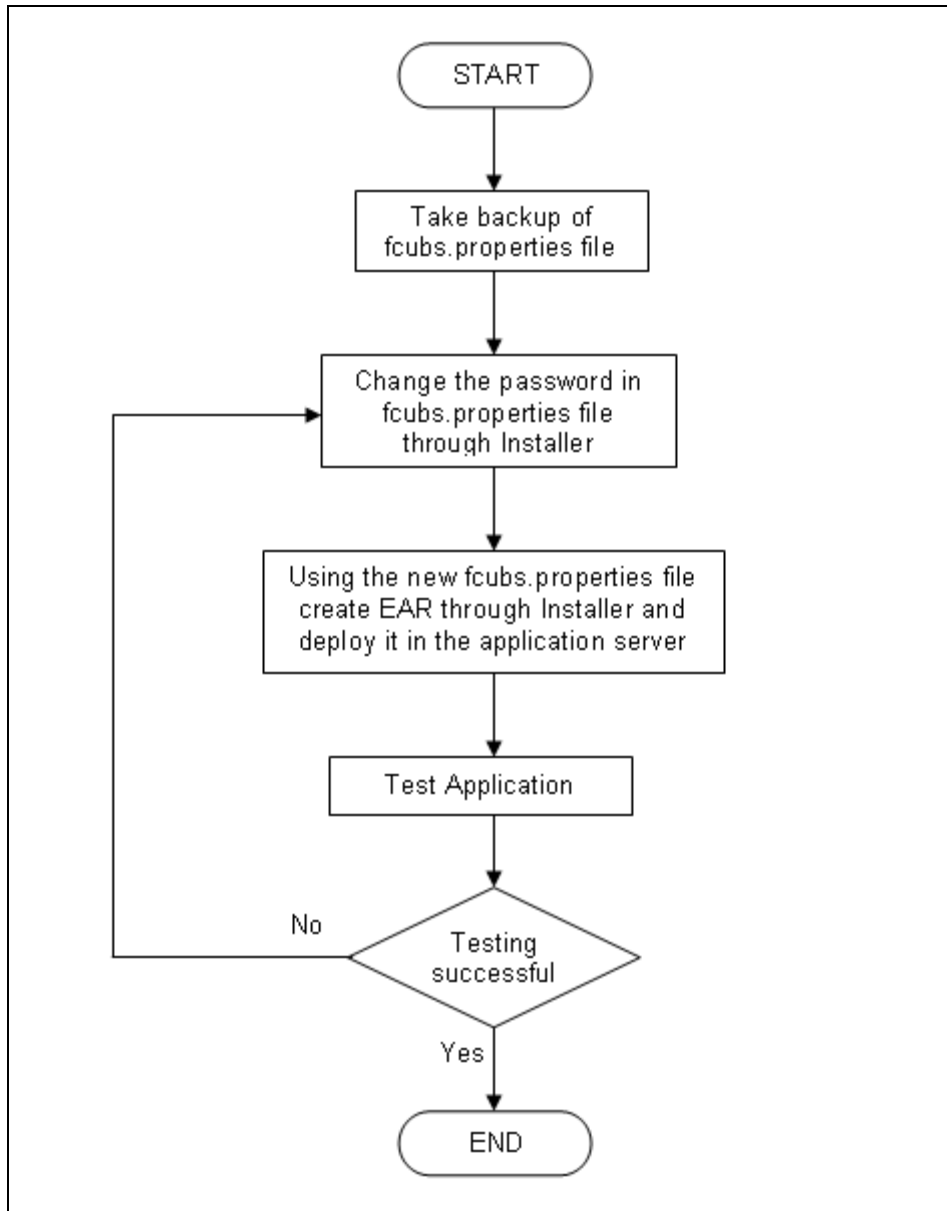 START
Take backup of
fcubs.properties file
Change the password in
fcubs.properties file
through Installer
Using the new fcubs.properties file
create EAR through Installer and
deploy it in the application server
Test Application
No
Testing
successful
Yes
END